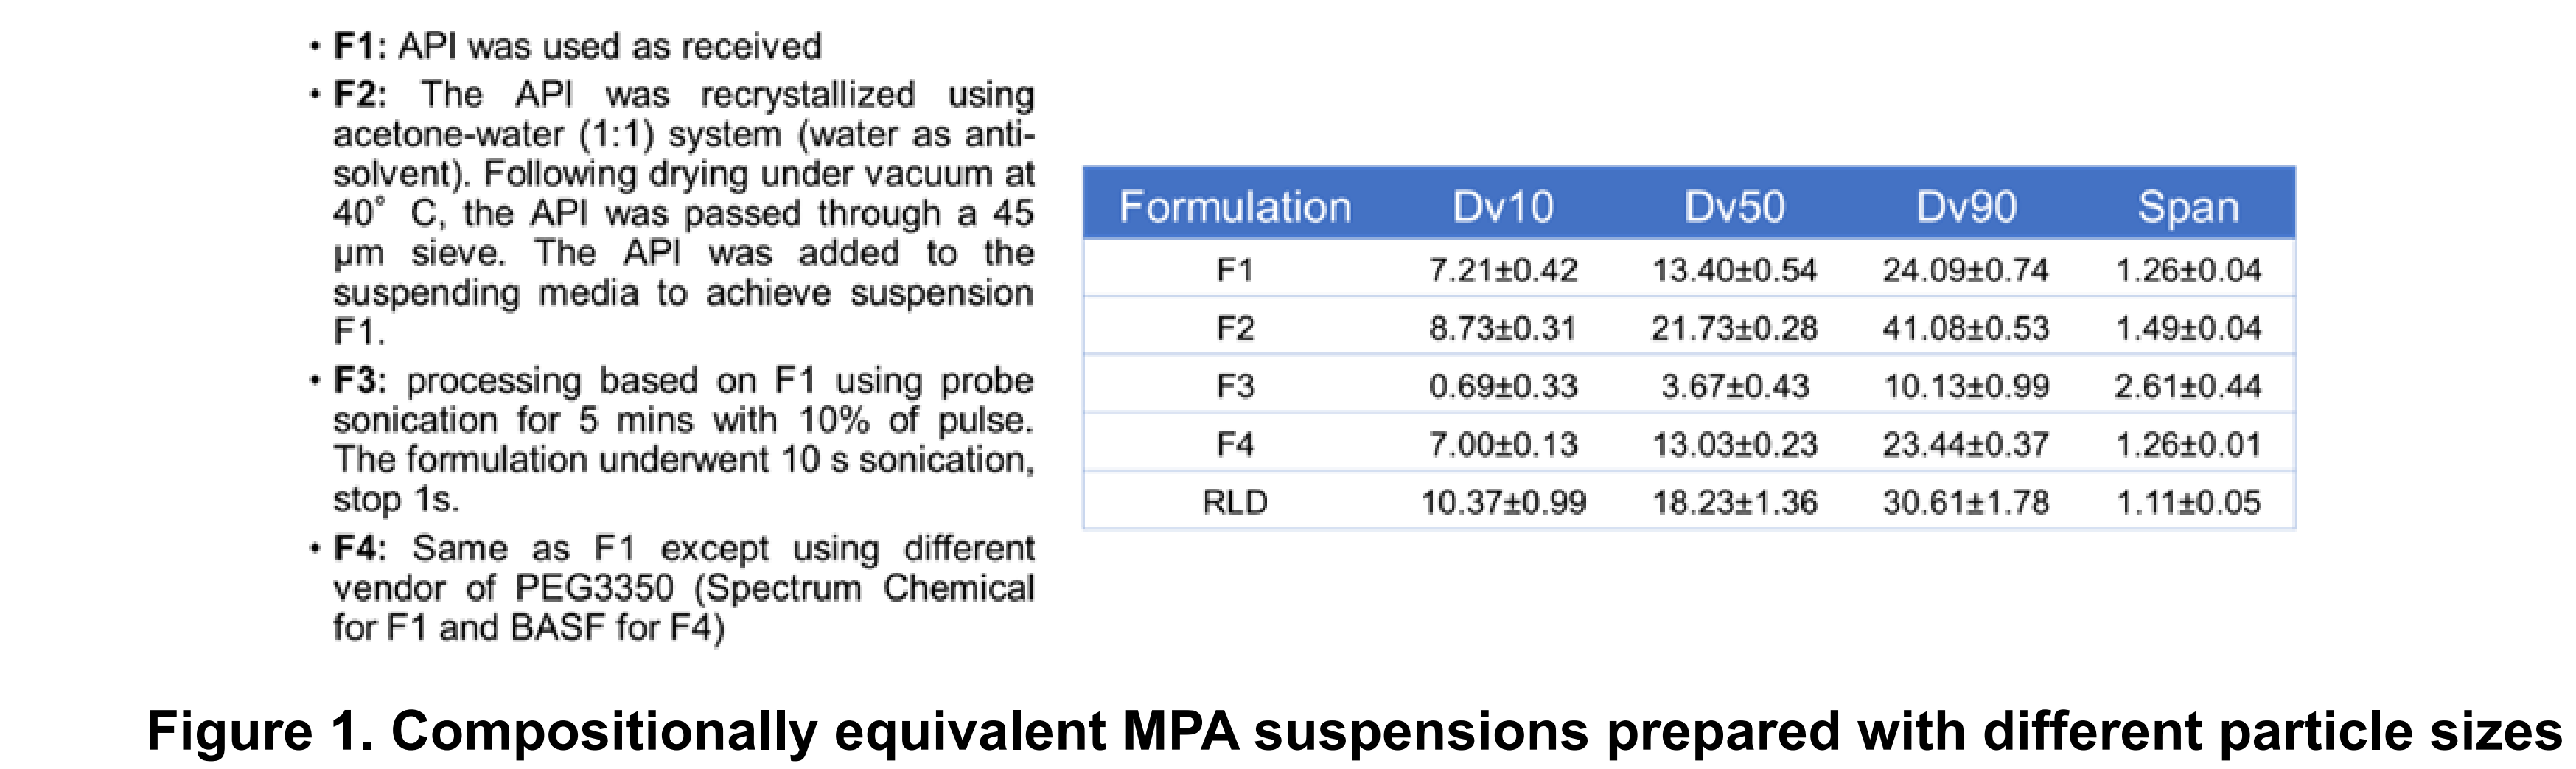 • F1: API was used as received
• F2: The API was recrystallized using
acetone-water (1:1) system (water as anti-
solvent). Following drying under vacuum at
40° C, the API was passed through a 45
µm sieve. The API was added to the
suspending media to achieve suspension
F1.
• F3: processing based on F1 using probe
sonication for 5 mins with 10% of pulse.
The formulation underwent 10 s sonication,
stop 1s.
• F4: Same as F1 except using different
vendor of PEG3350 (Spectrum Chemical
for F1 and BASF for F4)
Formulation Dv10 Dv50 Dv90 Span
F1 7.21±0.42 13.40±0.54 24.09±0.74 1.26±0.04
F2 8.73±0.31 21.73±0.28 41.08±0.53 1.49±0.04
F3 0.69±0.33 3.67±0.43 10.13±0.99 2.61±0.44
F4 7.00±0.13 13.03±0.23 23.44±0.37 1.26±0.01
RLD 10.37±0.99 18.23±1.36 30.61±1.78 1.11±0.05
Figure 1. Compositionally equivalent MPA suspensions prepared with different particle sizes